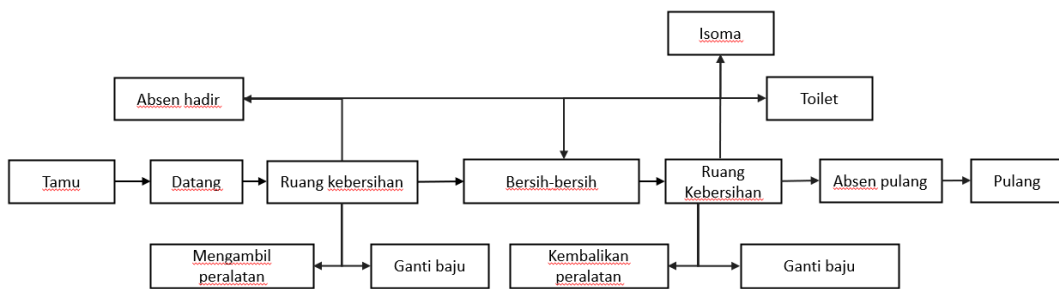 Isoma
Absen hadir
Toilet
Tamu
Datang
Ruang kebersihan
Bersih-bersih
Ruang
Kebersihan
Absen pulang
Pulang
Mengambil
peralatan
Ganti baju
Kembalikan
peralatan
Ganti baju